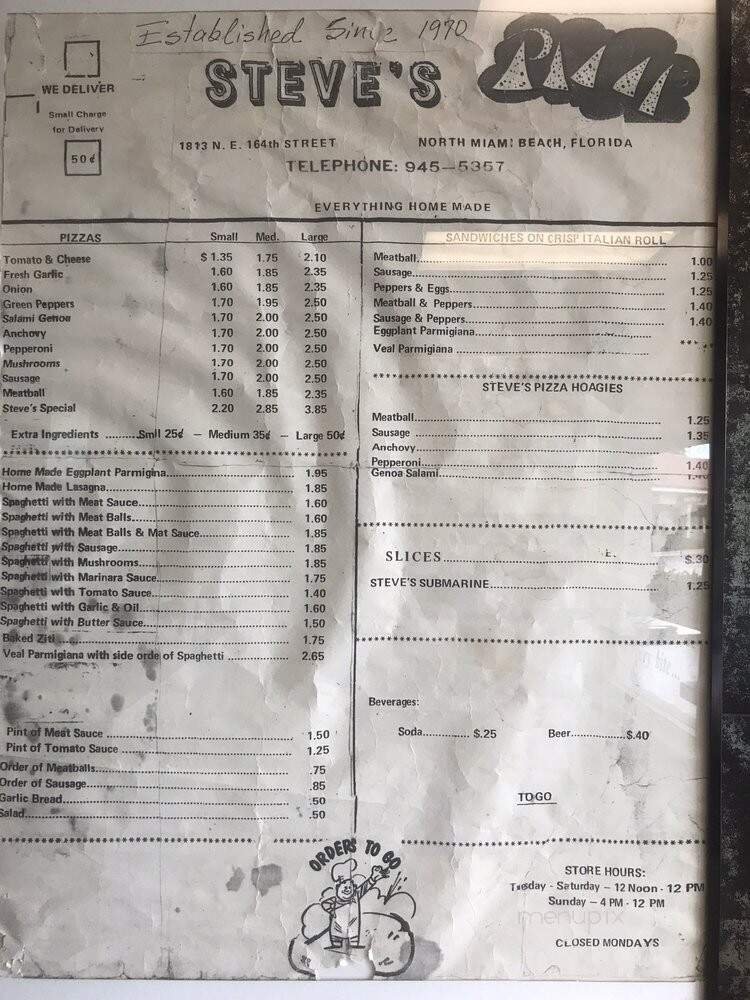 Established Since 1970
STEVE'S PIZZA
WE DELIVER
Small Charge
for Delivery
50¢
1813 N. E. 164th STREET NORTH MIAMI BEACH, FLORIDA
TELEPHONE: 945—5357
EVERYTHING HOME MADE
PIZZAS Small Med. Large
Tomato & Cheese $ 1.35 1.75 2.10
Fresh Garlic 1.60 1.85 2.35
Onion 1.60 1.85 2.35
Green Peppers 1.70 1.95 2.50
Salami Genoa 1.70 2.00 2.50
Anchovy 1.70 2.00 2.50
Pepperoni 1.70 2.00 2.50
Mushrooms 1.70 2.00 2.50
Sausage 1.70 2.00 2.50
Meatball 1.60 1.85 2.35
Steve's Special 2.20 2.85 3.85
Extra Ingredients ..........Smll 25¢ — Medium 35¢ — Large 50¢
Home Made Eggplant Parmigina 1.95
Home Made Lasagna 1.85
Spaghetti with Meat Sauce 1.60
Spaghetti with Meat Balls 1.60
Spaghetti with Meat Balls & Mat Sauce 1.85
Spaghetti with Sausage 1.85
Spaghetti with Mushrooms 1.85
Spaghetti with Marinara Sauce 1.75
Spaghetti with Tomato Sauce 1.40
Spaghetti with Garlic & Oil 1.60
Spaghetti with Butter Sauce 1.50
Baked Ziti 1.75
Veal Parmigiana with side orde of Spaghetti 2.65
Pint of Meat Sauce 1.50
Pint of Tomato Sauce 1.25
Order of Meatballs .75
Order of Sausage .85
Garlic Bread .50
Salad .50
SANDWICHES ON CRISP ITALIAN ROLL
Meatball 1.00
Sausage 1.25
Peppers & Eggs 1.25
Meatball & Peppers 1.40
Sausage & Peppers 1.40
Eggplant Parmigiana
Veal Parmigiana
STEVE'S PIZZA HOAGIES
Meatball 1.25
Sausage 1.35
Anchovy
Pepperoni 1.40
Genoa Salami
SLICES $.30
STEVE'S SUBMARINE 1.25
Beverages:
Soda $.25 Beer $.40
TO GO
ORDERS TO GO
STORE HOURS:
Tuesday - Saturday — 12 Noon - 12 PM
Sunday — 4 PM - 12 PM
menupix
CLOSED MONDAYS